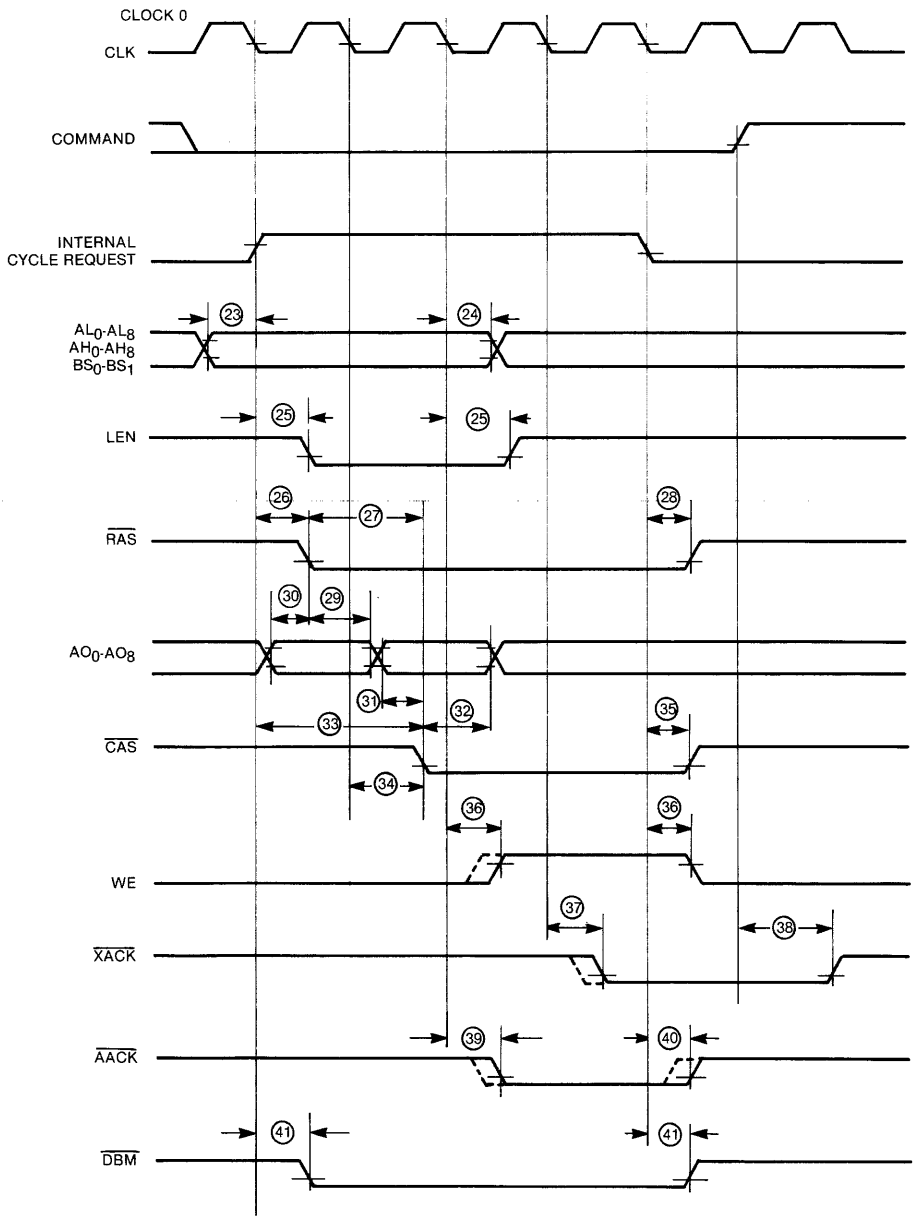 CLOCK 0
CLK
COMMAND
INTERNAL
CYCLE REQUEST
23
24
AL0-AL8
AH0-AH8
BS0-BS1
25
25
LEN
26
27
28
RAS
30
29
AO0-AO8
31
32
33
35
CAS
34
36
36
WE
37
38
XACK
39
40
AACK
41
41
DBM